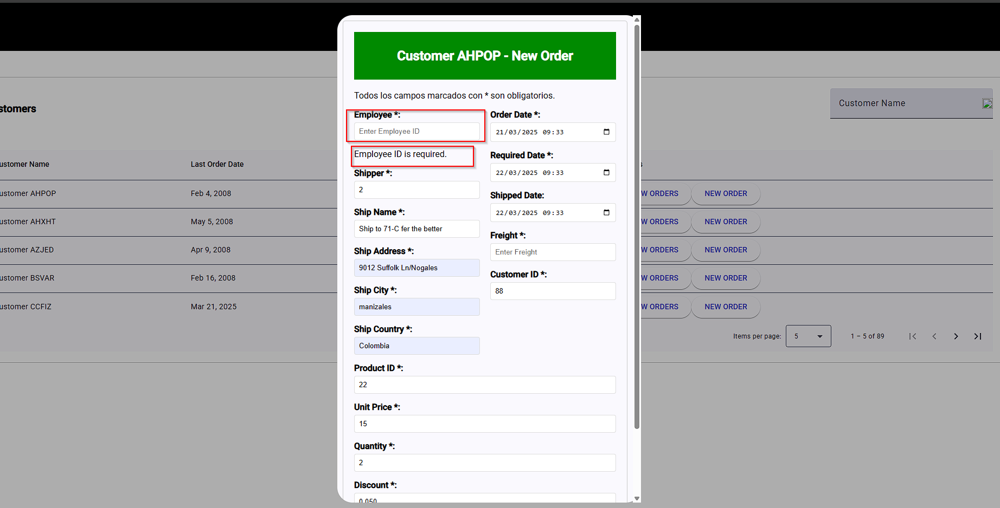 Customer AHPOP - New Order
Todos los campos marcados con * son obligatorios.
Employee *:
Enter Employee ID
Employee ID is required.
Shipper *:
2
Ship Name *:
Ship to 71-C fer the better
Ship Address *:
9012 Suffolk Ln/Nogales
Ship City *:
manizales
Ship Country *:
Colombia
Order Date *:
21/03/2025 09:33
Required Date *:
22/03/2025 09:33
Shipped Date:
22/03/2025 09:33
Freight *:
Enter Freight
Customer ID *:
88
Product ID *:
22
Unit Price *:
15
Quantity *:
2
Discount *:
0.050
stomers
Customer Name
ustomer Name Last Order Date s
ustomer AHPOP Feb 4, 2008 W ORDERS NEW ORDER
ustomer AHXHT May 5, 2008 W ORDERS NEW ORDER
ustomer AZJED Apr 9, 2008 W ORDERS NEW ORDER
ustomer BSVAR Feb 16, 2008 W ORDERS NEW ORDER
ustomer CCFIZ Mar 21, 2025 W ORDERS NEW ORDER
Items per page: 5 1 – 5 of 89